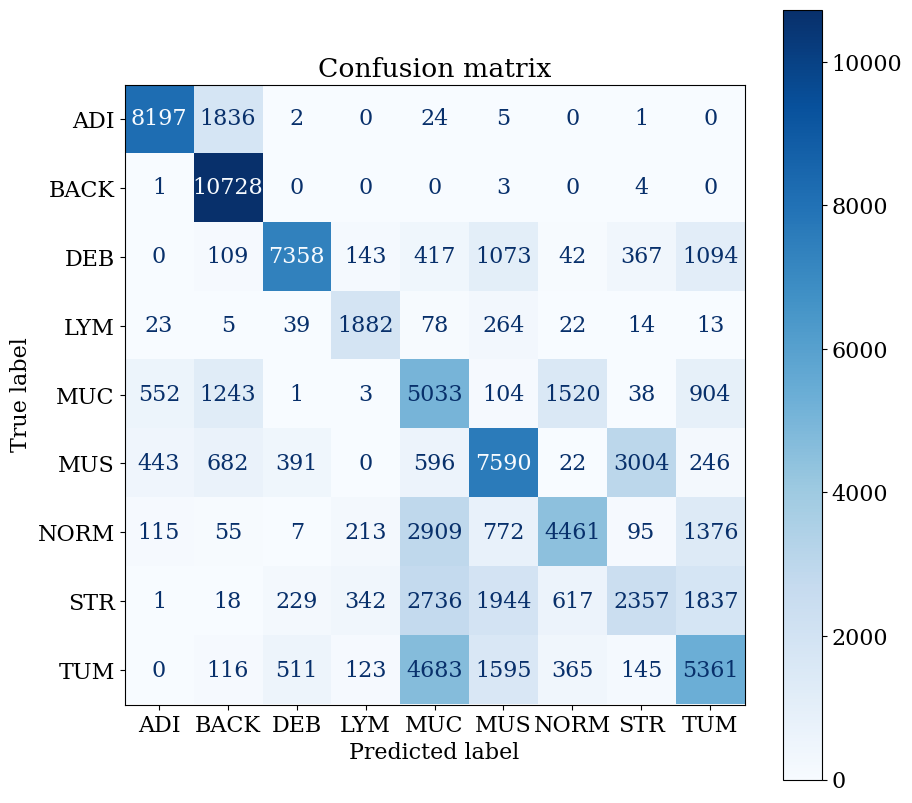 Confusion matrix
True label
ADI 8197 1836 2 0 24 5 0 1 0
BACK 1 10728 0 0 0 3 0 4 0
DEB 0 109 7358 143 417 1073 42 367 1094
LYM 23 5 39 1882 78 264 22 14 13
MUC 552 1243 1 3 5033 104 1520 38 904
MUS 443 682 391 0 596 7590 22 3004 246
NORM 115 55 7 213 2909 772 4461 95 1376
STR 1 18 229 342 2736 1944 617 2357 1837
TUM 0 116 511 123 4683 1595 365 145 5361
ADI BACK DEB LYM MUC MUS NORM STR TUM
Predicted label
10000
8000
6000
4000
2000
0